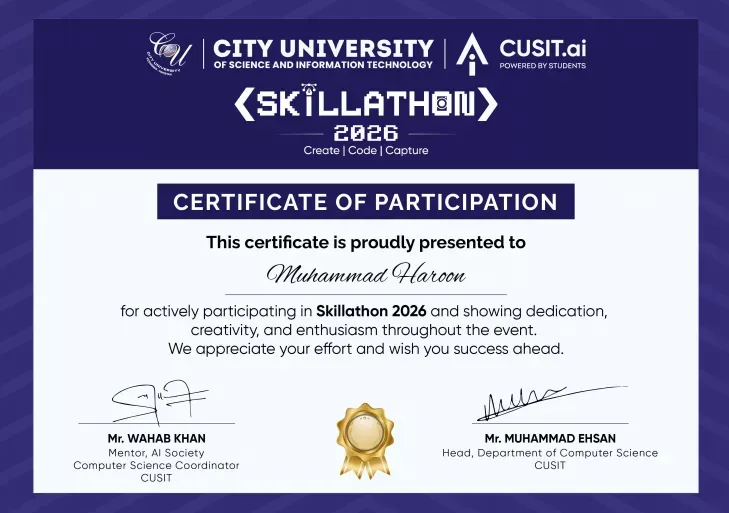 CITY UNIVERSITY
OF SCIENCE AND INFORMATION TECHNOLOGY
CUSIT.ai
POWERED BY STUDENTS
SKiLLATHON
2026
Create | Code | Capture
CERTIFICATE OF PARTICIPATION
This certificate is proudly presented to
Muhammad Haroon
for actively participating in Skillathon 2026 and showing dedication,
creativity, and enthusiasm throughout the event.
We appreciate your effort and wish you success ahead.
Mr. WAHAB KHAN
Mentor, AI Society
Computer Science Coordinator
CUSIT
Mr. MUHAMMAD EHSAN
Head, Department of Computer Science
CUSIT